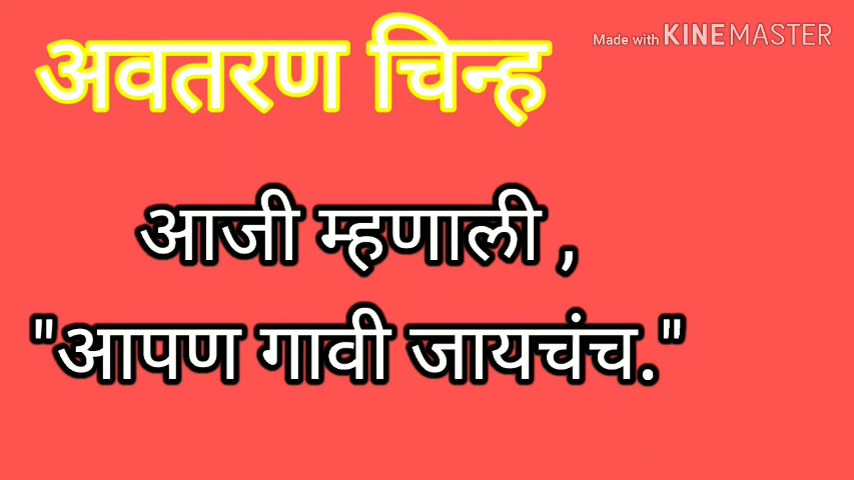 अवतरण चिन्ह
Made with KINEMASTER
आजी म्हणाली ,
"आपण गावी जायचंच."